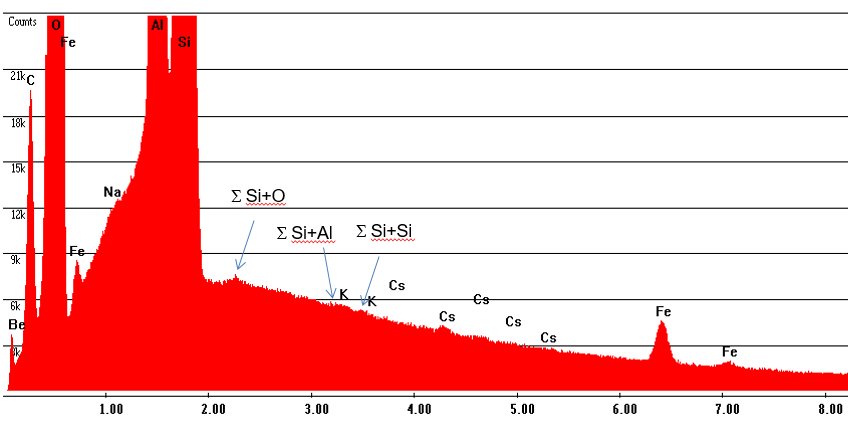 Counts
O
Al
Fe
Si
21k
C
18k
15k
Na
Σ Si+O
12k
Σ Si+Al
Σ Si+Si
Fe
9k
Cs
K
K
Cs
6k
Be
Cs
Cs
Fe
Cs
Fe
1.00 2.00 3.00 4.00 5.00 6.00 7.00 8.00